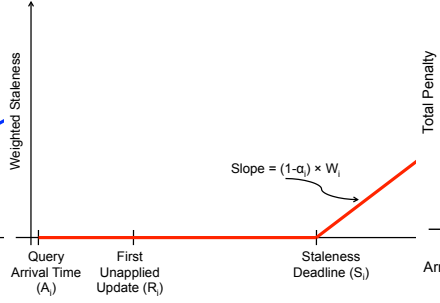 Weighted Staleness
Slope = (1-αᵢ) × Wᵢ
Total Penalty
Query
Arrival Time
(Aᵢ)
First
Unapplied
Update (Rᵢ)
Staleness
Deadline (Sᵢ)
Arr